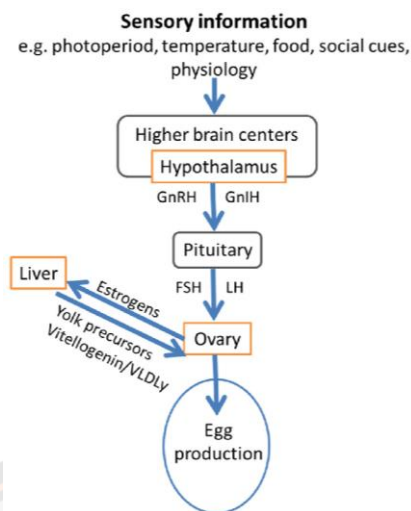 Sensory information
e.g. photoperiod, temperature, food, social cues,
physiology
Higher brain centers
Hypothalamus
GnRH GnIH
Pituitary
FSH LH
Liver
Estrogens
Yolk precursors
Vitellogenin/VLDLy
Ovary
Egg
production